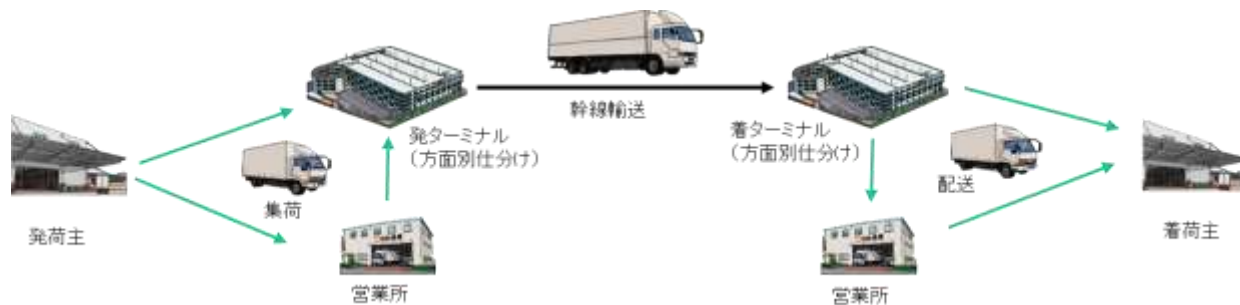 幹線輸送
発ターミナル
（方面別仕分け）
着ターミナル
（方面別仕分け）
集荷
配送
発荷主
着荷主
営業所
営業所